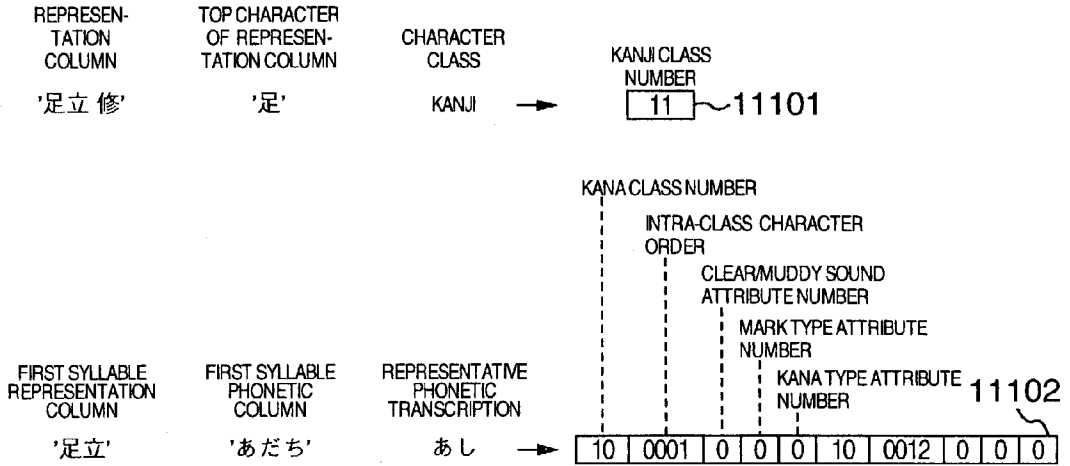 REPRESEN-
TATION
COLUMN
TOP CHARACTER
OF REPRESEN-
TATION COLUMN
CHARACTER
CLASS
KANJI CLASS
NUMBER
'足立 修'
'足'
KANJI
11
11101
KANA CLASS NUMBER
INTRA-CLASS CHARACTER
ORDER
CLEAR/MUDDY SOUND
ATTRIBUTE NUMBER
MARK TYPE ATTRIBUTE
NUMBER
KANA TYPE ATTRIBUTE
NUMBER
11102
FIRST SYLLABLE
REPRESENTATION
COLUMN
FIRST SYLLABLE
PHONETIC
COLUMN
REPRESENTATIVE
PHONETIC
TRANSCRIPTION
'足立'
'あだち'
あし
10 0001 0 0 0 10 0012 0 0 0